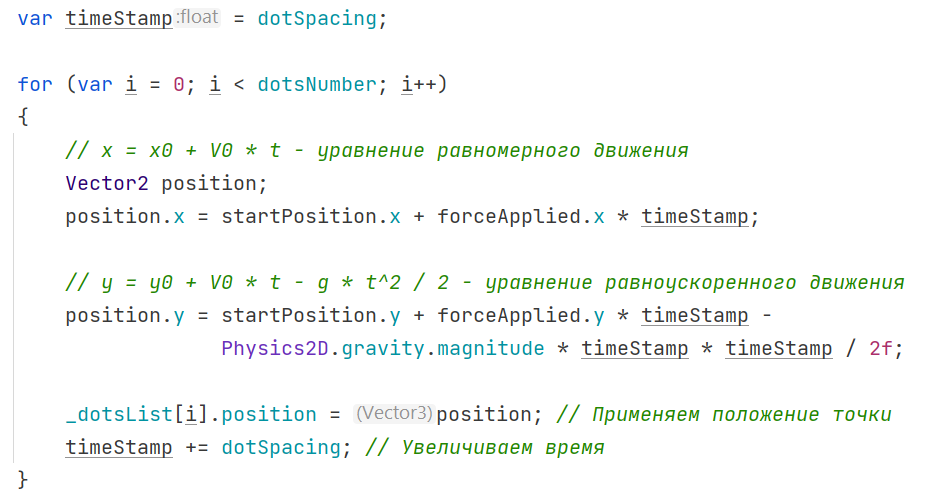 var timeStamp :float = dotSpacing;
for (var i = 0; i < dotsNumber; i++)
{
// x = x0 + V0 * t - уравнение равномерного движения
Vector2 position;
position.x = startPosition.x + forceApplied.x * timeStamp;
// y = y0 + V0 * t - g * t^2 / 2 - уравнение равноускоренного движения
position.y = startPosition.y + forceApplied.y * timeStamp -
Physics2D.gravity.magnitude * timeStamp * timeStamp / 2f;
_dotsList[i].position = (Vector3)position; // Применяем положение точки
timeStamp += dotSpacing; // Увеличиваем время
}